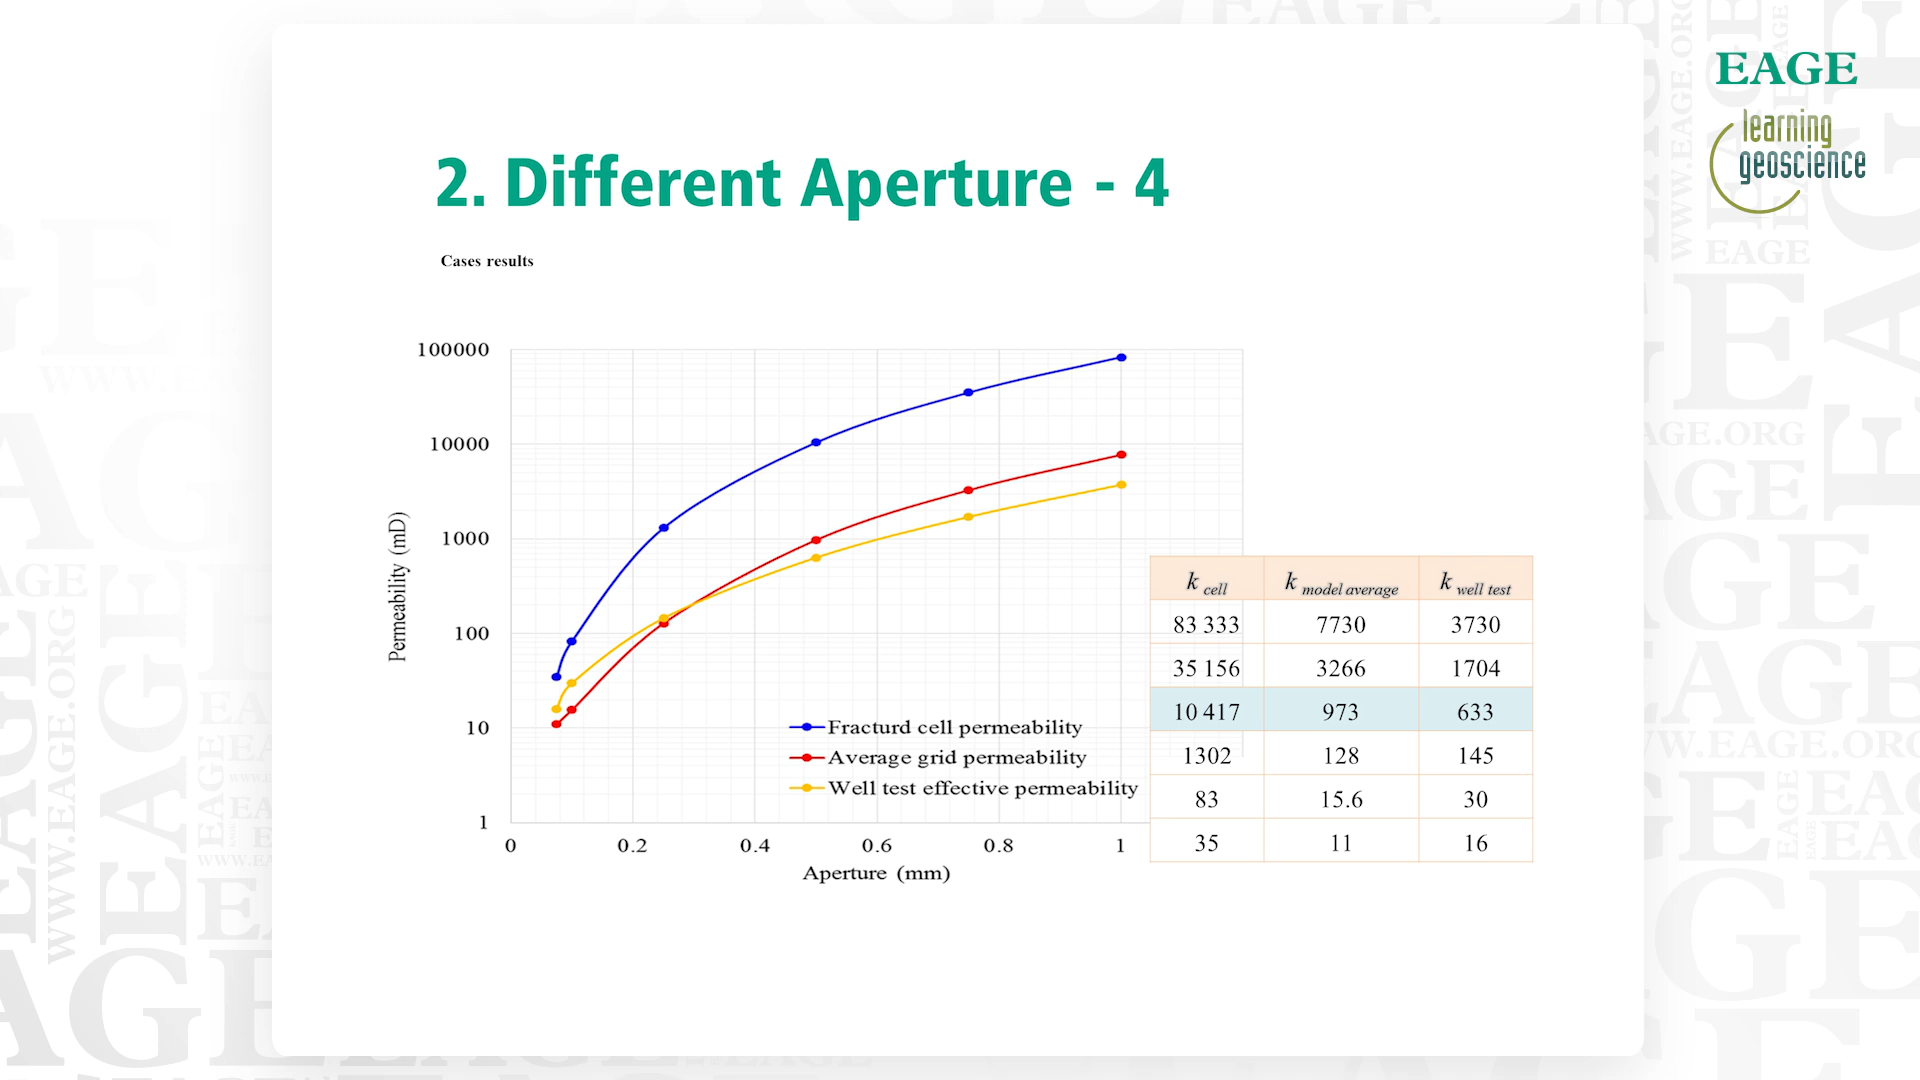 EAGE
learning
geoscience
2. Different Aperture - 4
Cases results
100000
10000
1000
100
10
1
Permeability (mD)
0 0.2 0.4 0.6 0.8 1
Aperture (mm)
Fracturd cell permeability
Average grid permeability
Well test effective permeability
k cell k model average k well test
83 333 7730 3730
35 156 3266 1704
10 417 973 633
1302 128 145
83 15.6 30
35 11 16